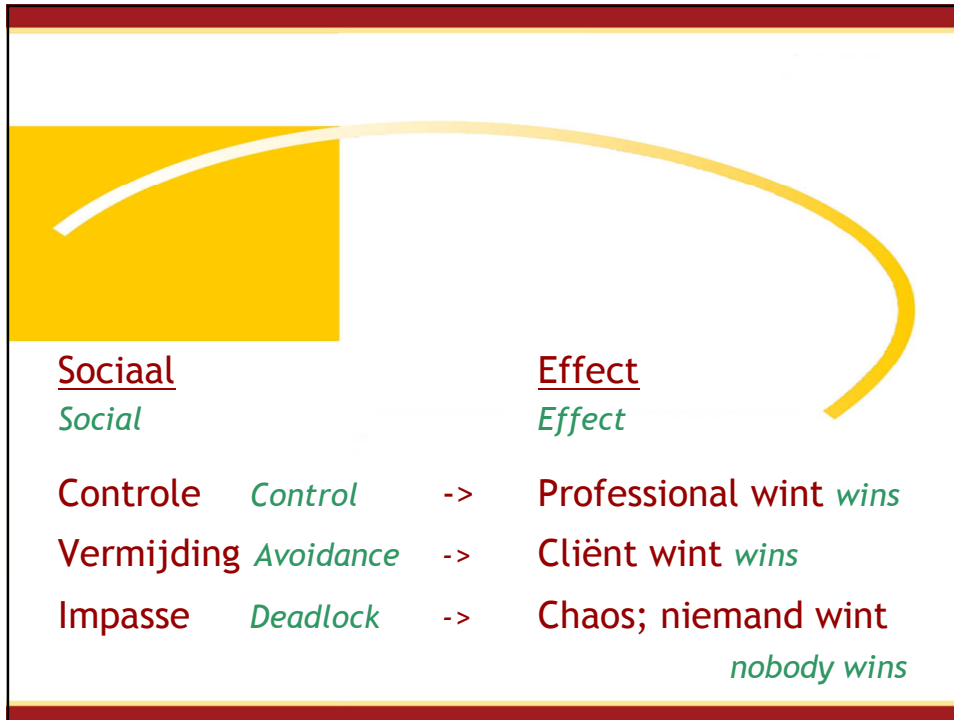 Sociaal Effect
Social Effect
Controle Control -> Professional wint wins
Vermijding Avoidance -> Cliënt wint wins
Impasse Deadlock -> Chaos; niemand wint
nobody wins